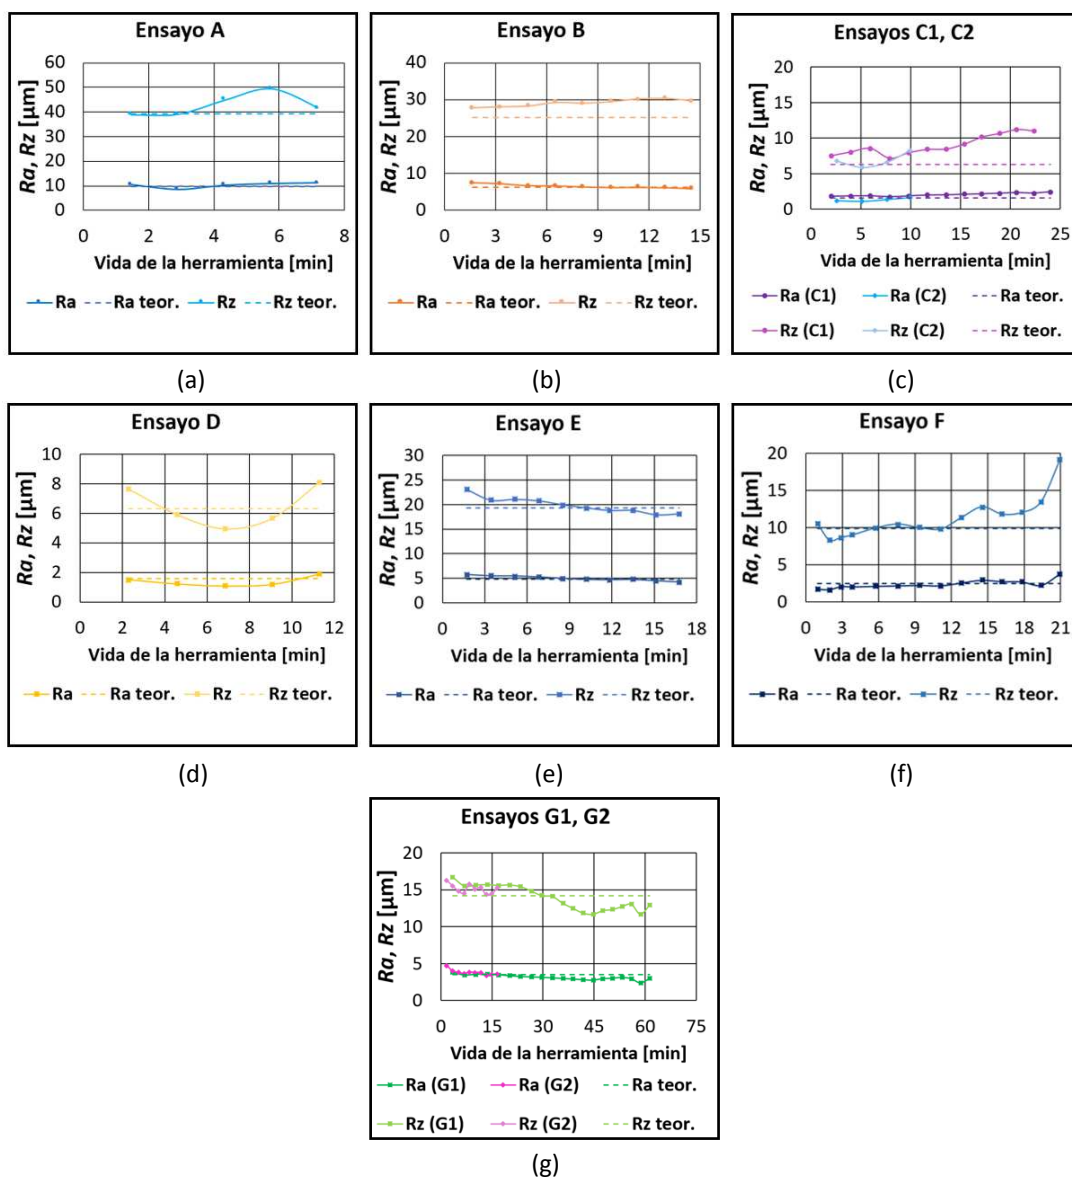 Ensayo A
Ra, Rz [µm]
60
50
40
30
20
10
0
0 2 4 6 8
Vida de la herramienta [min]
Ra Ra teor. Rz Rz teor.
(a)
Ensayo B
Ra, Rz [µm]
40
30
20
10
0
0 3 6 9 12 15
Vida de la herramienta [min]
Ra Ra teor. Rz Rz teor.
(b)
Ensayos C1, C2
Ra, Rz [µm]
20
15
10
5
0
0 5 10 15 20 25
Vida de la herramienta [min]
Ra (C1) Ra (C2) Ra teor.
Rz (C1) Rz (C2) Rz teor.
(c)
Ensayo D
Ra, Rz [µm]
10
8
6
4
2
0
0 2 4 6 8 10 12
Vida de la herramienta [min]
Ra Ra teor. Rz Rz teor.
(d)
Ensayo E
Ra, Rz [µm]
30
25
20
15
10
5
0
0 3 6 9 12 15 18
Vida de la herramienta [min]
Ra Ra teor. Rz Rz teor.
(e)
Ensayo F
Ra, Rz [µm]
20
15
10
5
0
0 3 6 9 12 15 18 21
Vida de la herramienta [min]
Ra Ra teor. Rz Rz teor.
(f)
Ensayos G1, G2
Ra, Rz [µm]
20
15
10
5
0
0 15 30 45 60 75
Vida de la herramienta [min]
Ra (G1) Ra (G2) Ra teor.
Rz (G1) Rz (G2) Rz teor.
(g)